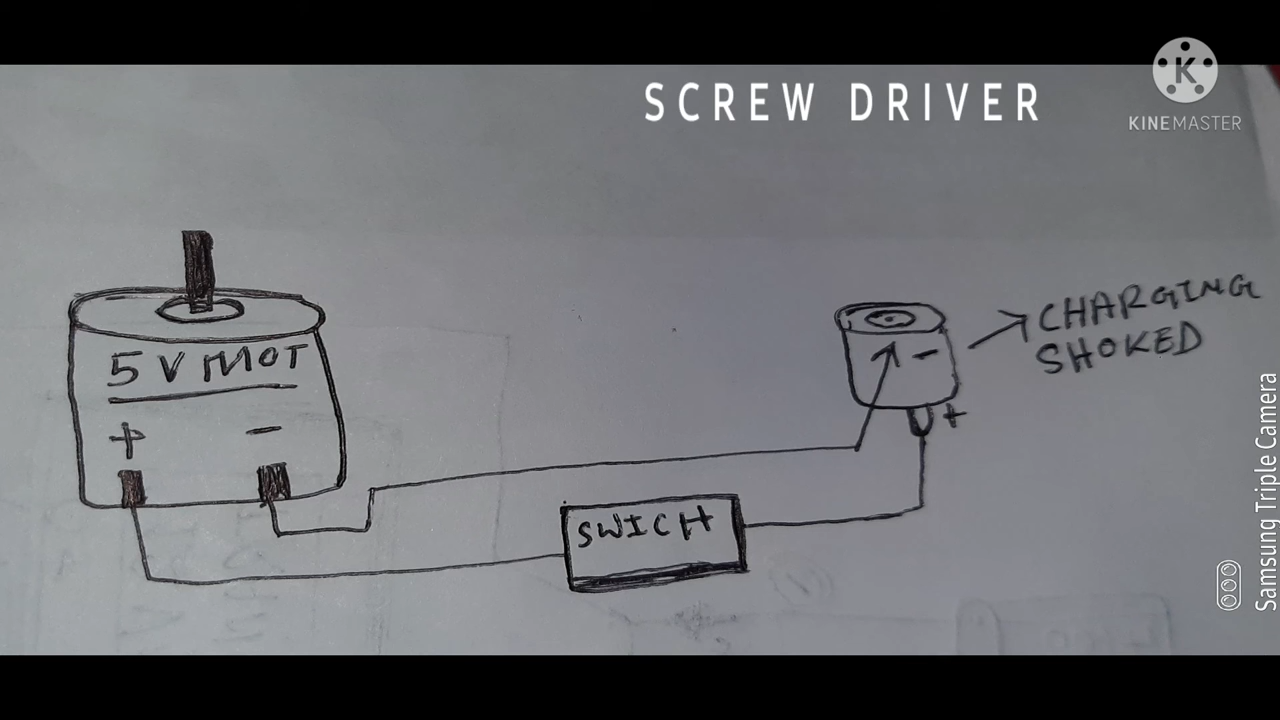 SCREW DRIVER
K
KINEMASTER
5V MOT
+ -
-
+
CHARGING
SHOKED
SWICH
Samsung Triple Camera